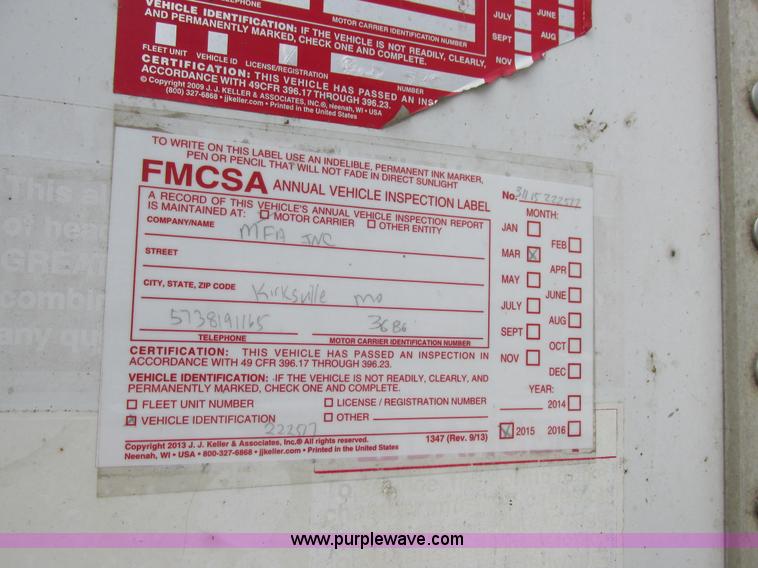 TELEPHONE
MOTOR CARRIER IDENTIFICATION NUMBER
VEHICLE IDENTIFICATION: IF THE VEHICLE IS NOT READILY, CLEARLY,
AND PERMANENTLY MARKED, CHECK ONE AND COMPLETE.
FLEET UNIT VEHICLE ID LICENSE/REGISTRATION NUMBER
CERTIFICATION: THIS VEHICLE HAS PASSED AN
ACCORDANCE WITH 49CFR 396.17 THROUGH 396.23.
© Copyright 2009 J. J. KELLER & ASSOCIATES, INC.®, Neenah, WI • USA
(800) 327-6868 • jjkeller.com • Printed in the United States
JULY JUNE
SEPT AUG
NOV
TO WRITE ON THIS LABEL USE AN INDELIBLE, PERMANENT INK MARKER,
PEN OR PENCIL THAT WILL NOT FADE IN DIRECT SUNLIGHT
FMCSA ANNUAL VEHICLE INSPECTION LABEL
No.
A RECORD OF THIS VEHICLE'S ANNUAL VEHICLE INSPECTION REPORT
IS MAINTAINED AT: MOTOR CARRIER OTHER ENTITY
COMPANY/NAME MFA INC
STREET
CITY, STATE, ZIP CODE Kirksville mo
5738191165 3686
TELEPHONE MOTOR CARRIER IDENTIFICATION NUMBER
CERTIFICATION: THIS VEHICLE HAS PASSED AN INSPECTION IN
ACCORDANCE WITH 49 CFR 396.17 THROUGH 396.23.
VEHICLE IDENTIFICATION: IF THE VEHICLE IS NOT READILY, CLEARLY, AND
PERMANENTLY MARKED, CHECK ONE AND COMPLETE.
FLEET UNIT NUMBER LICENSE / REGISTRATION NUMBER
VEHICLE IDENTIFICATION OTHER
Copyright 2013 J. J. Keller & Associates, Inc.® All rights reserved. 1347 (Rev. 9/13)
Neenah, WI • USA • 800-327-6868 • jjkeller.com • Printed in the United States
MONTH:
JAN FEB
MAR APR
MAY JUNE
JULY AUG
SEPT OCT
NOV DEC
YEAR:
2014
2015 2016
www.purplewave.com